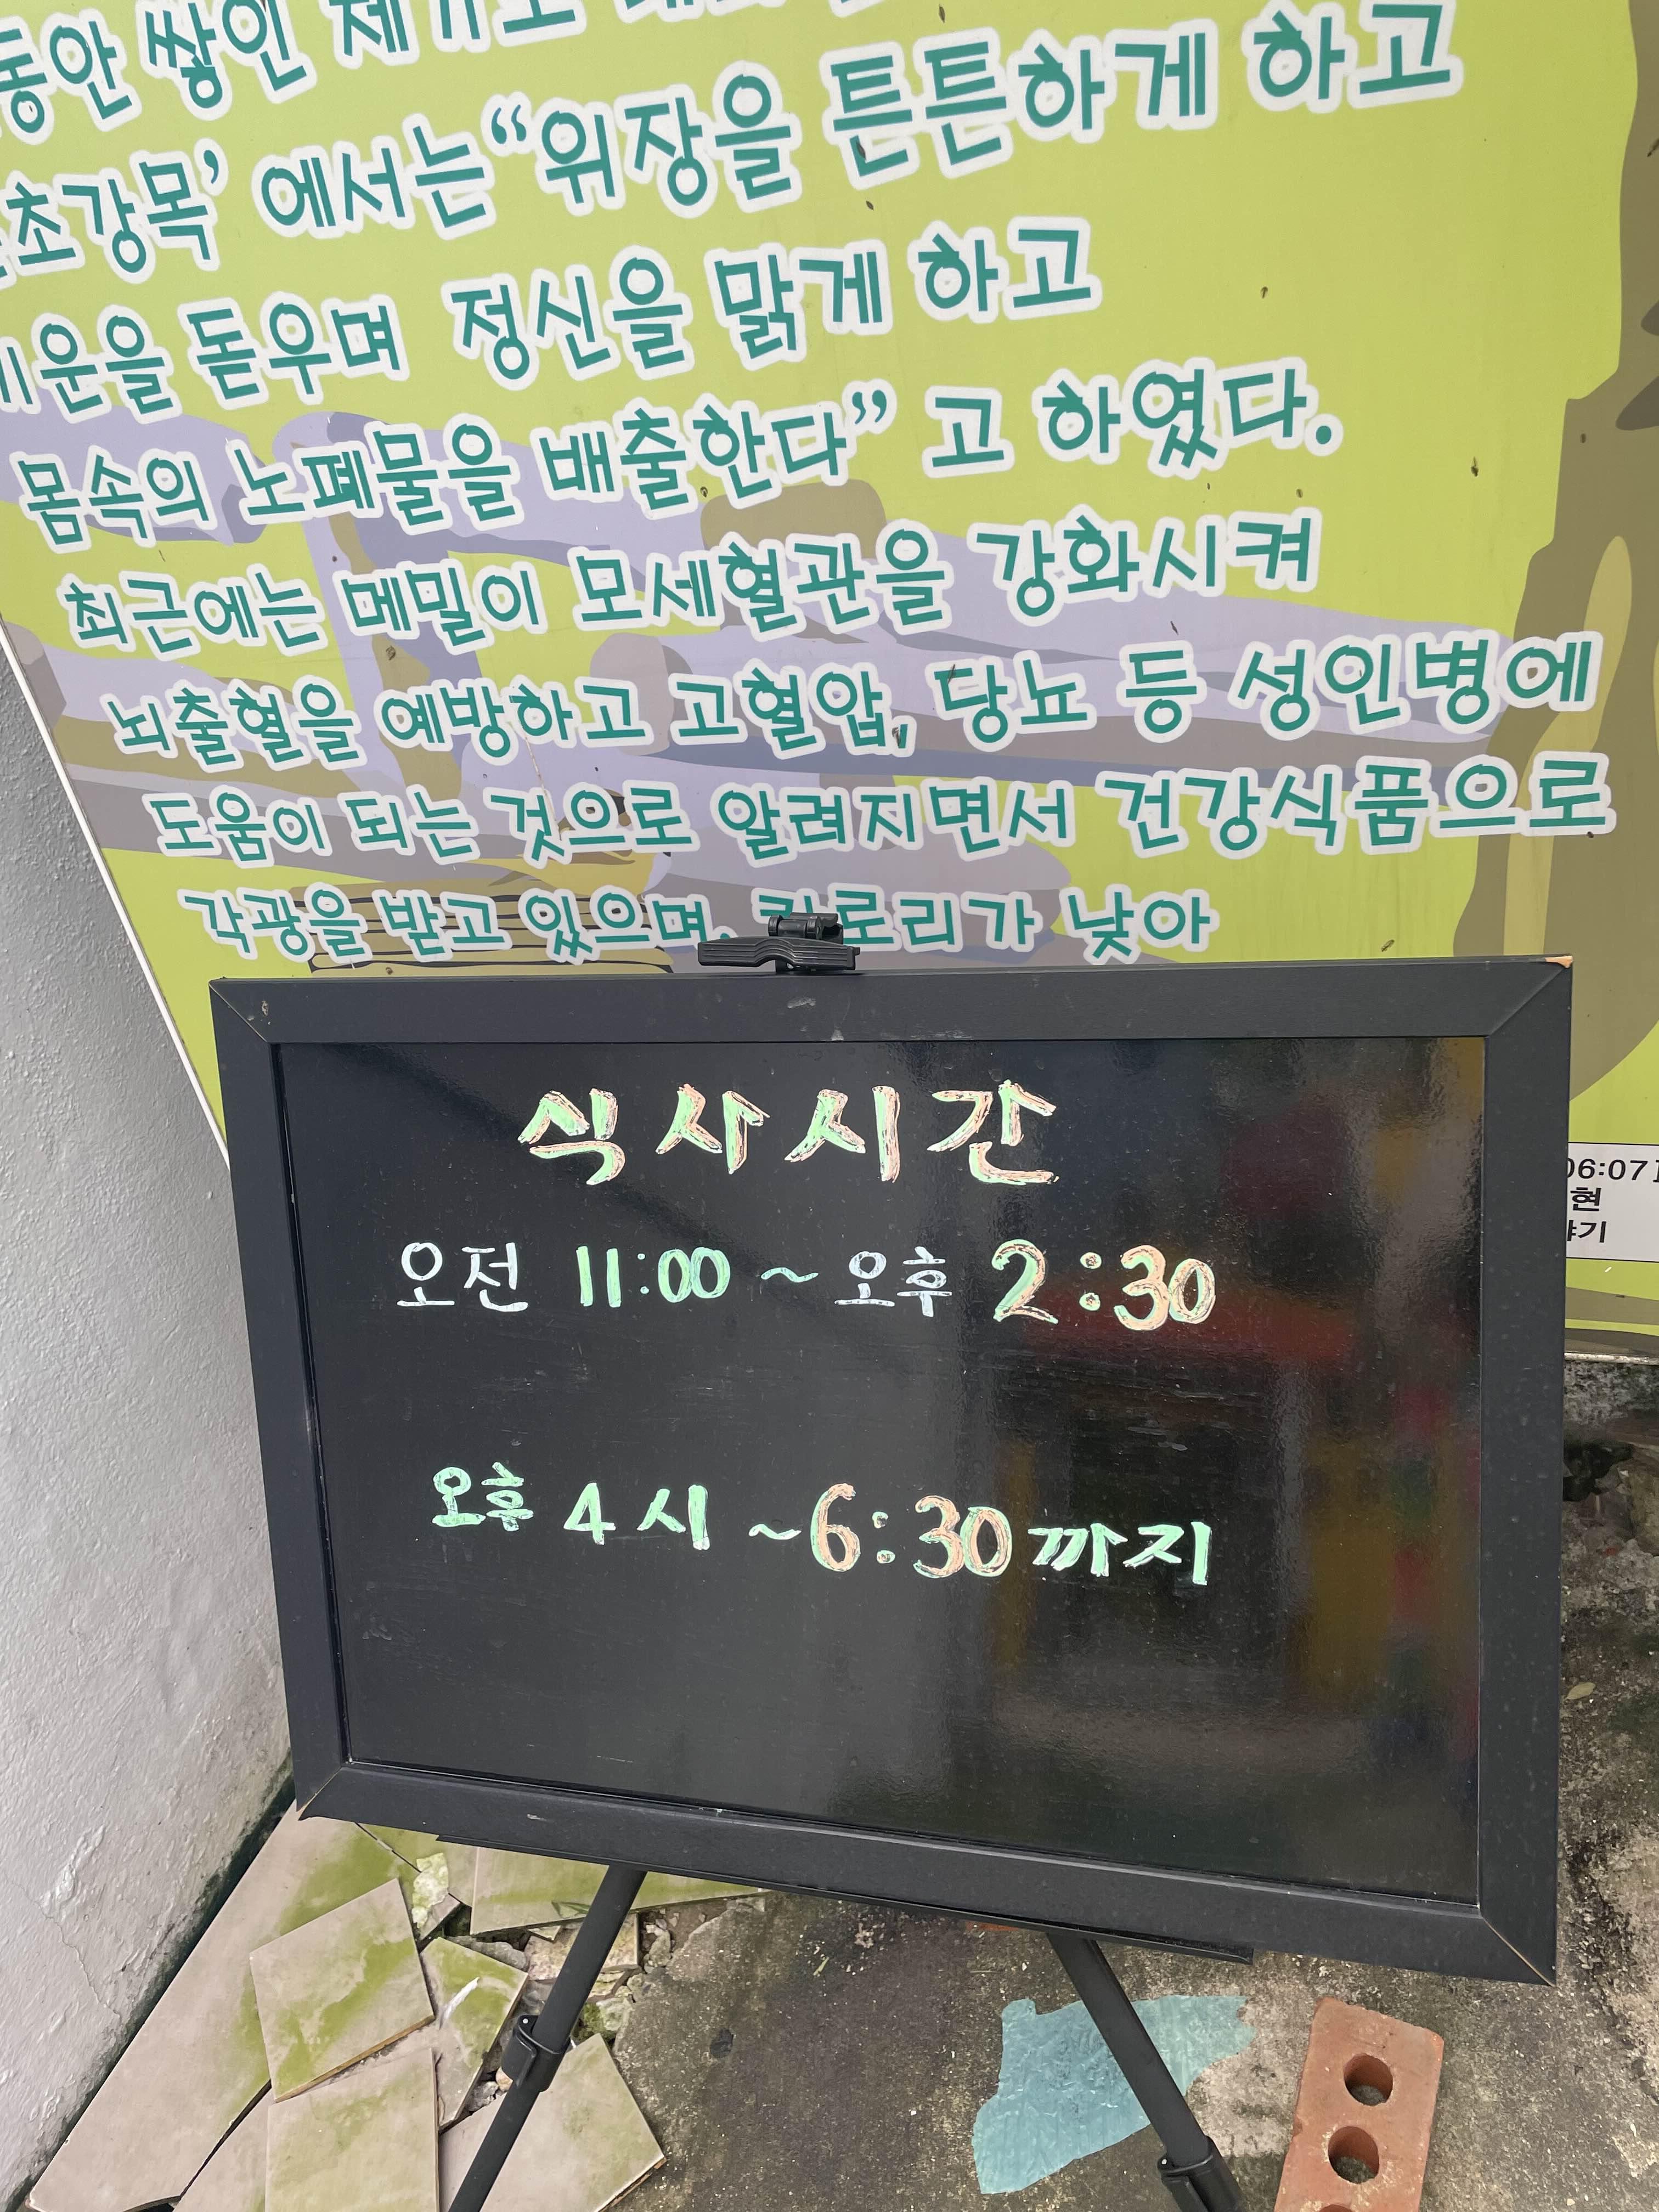 동안 쌓인
초강목’ 에서는 “위장을 튼튼하게 하고
기운을 돋우며 정신을 맑게 하고
몸속의 노폐물을 배출한다” 고 하였다.
최근에는 메밀이 모세혈관을 강화시켜
뇌출혈을 예방하고 고혈압, 당뇨 등 성인병에
도움이 되는 것으로 알려지면서 건강식품으로
각광을 받고 있으며, 칼로리가 낮아
식사시간
오전 11:00 ~ 오후 2:30
오후 4시 ~ 6:30 까지
06:07
현